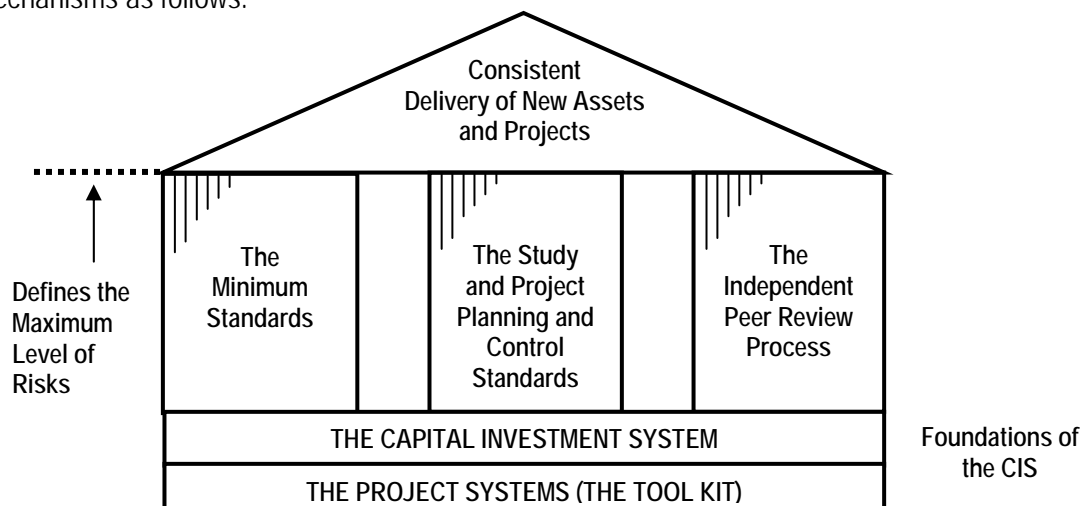 mechanisms as follows:
Consistent
Delivery of New Assets
and Projects
Defines the
Maximum
Level of
Risks
The
Minimum
Standards
The Study
and Project
Planning and
Control
Standards
The
Independent
Peer Review
Process
THE CAPITAL INVESTMENT SYSTEM
THE PROJECT SYSTEMS (THE TOOL KIT)
Foundations of
the CIS